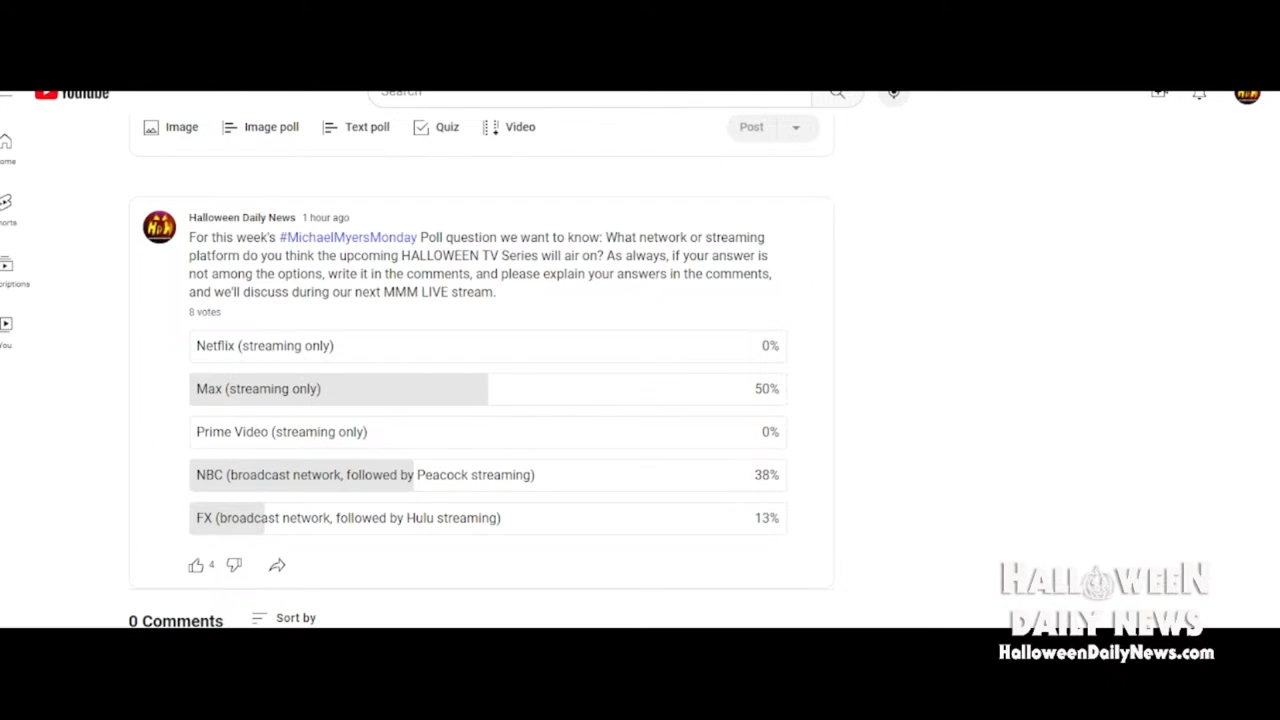 YouTube
Search
Image
Image poll
Text poll
Quiz
Video
Post
Halloween Daily News 1 hour ago
For this week's #MichaelMyersMonday Poll question we want to know: What network or streaming
platform do you think the upcoming HALLOWEEN TV Series will air on? As always, if your answer is
not among the options, write it in the comments, and please explain your answers in the comments,
and we'll discuss during our next MMM LIVE stream.
8 votes
Netflix (streaming only) 0%
Max (streaming only) 50%
Prime Video (streaming only) 0%
NBC (broadcast network, followed by Peacock streaming) 38%
FX (broadcast network, followed by Hulu streaming) 13%
4
0 Comments
Sort by
ome
horts
criptions
You
HALLOWEEN
DAILY NEWS
HalloweenDailyNews.com